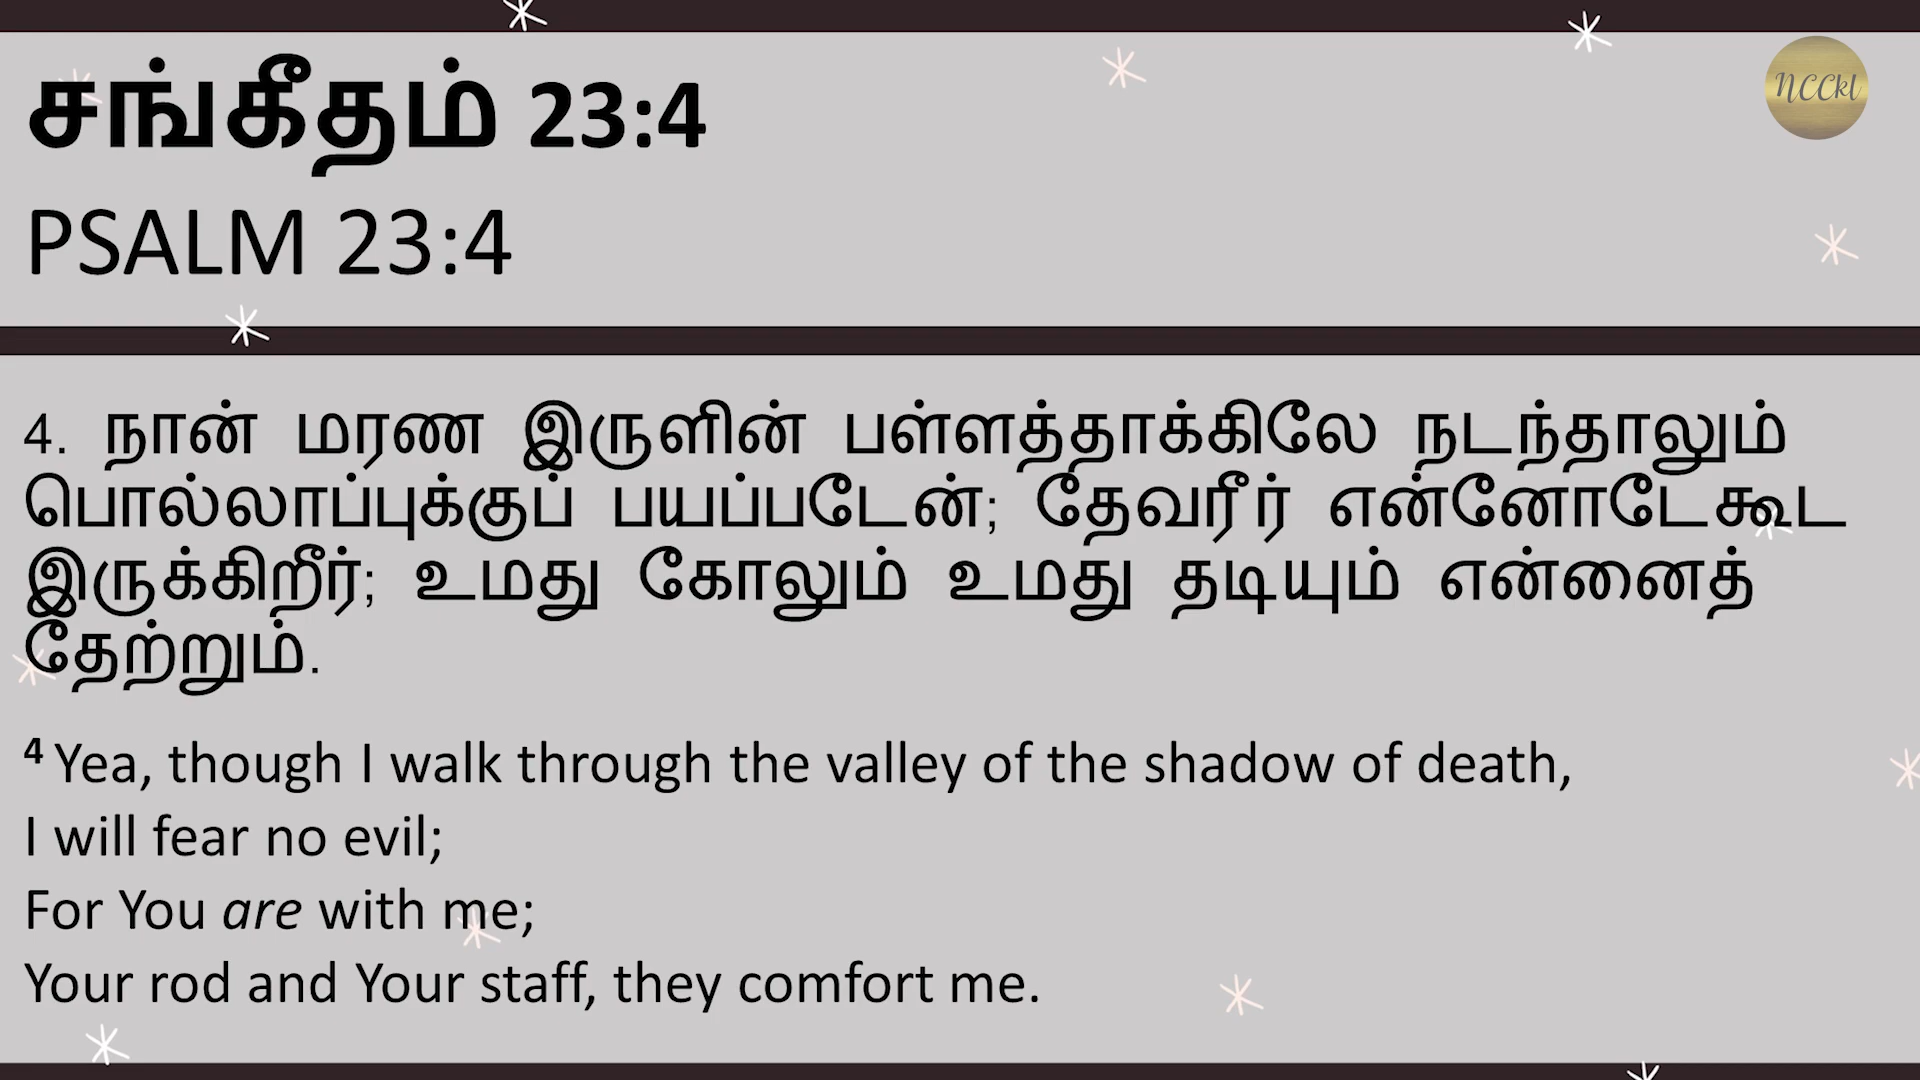 சங்கீதம் 23:4
NCCkl
PSALM 23:4
4. நான் மரண இருளின் பள்ளத்தாக்கிலே நடந்தாலும்
பொல்லாப்புக்குப் பயப்படேன்; தேவரீர் என்னோடேகூட
இருக்கிறீர்; உமது கோலும் உமது தடியும் என்னைத்
தேற்றும்.
4 Yea, though I walk through the valley of the shadow of death,
I will fear no evil;
For You are with me;
Your rod and Your staff, they comfort me.